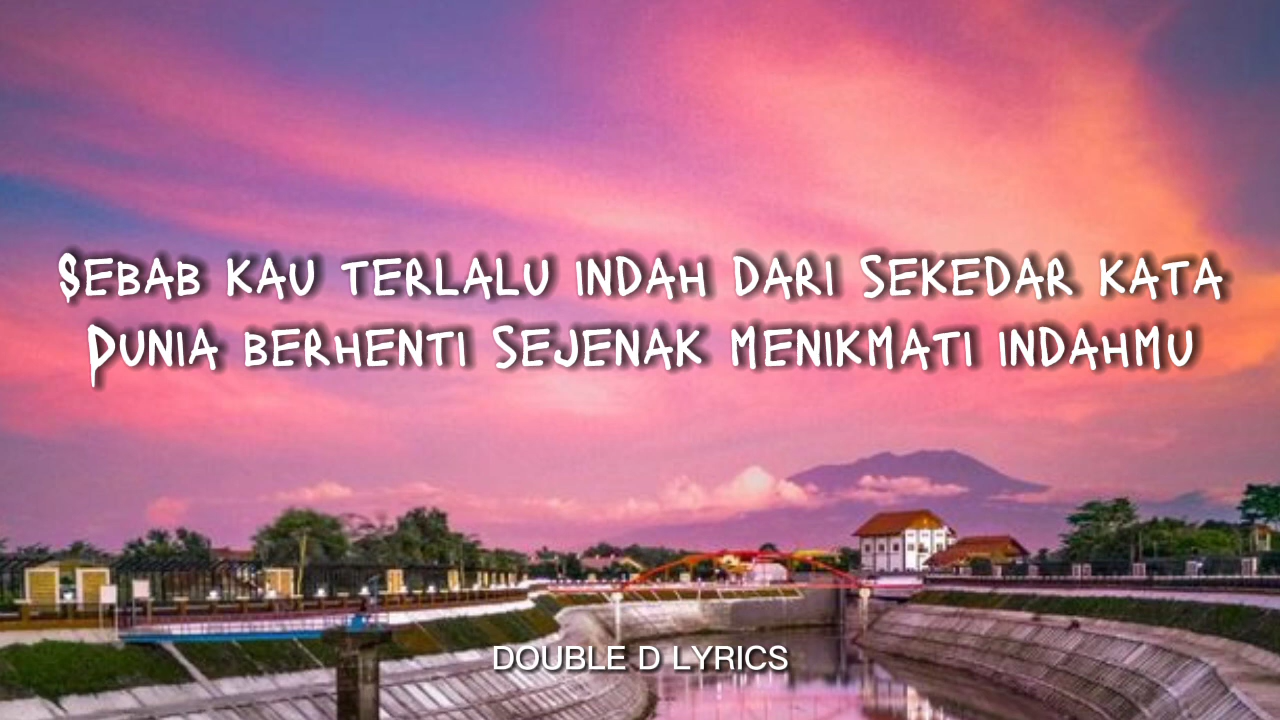 Sebab kau terlalu indah dari sekedar kata
Dunia berhenti sejenak menikmati indahmu
DOUBLE D LYRICS